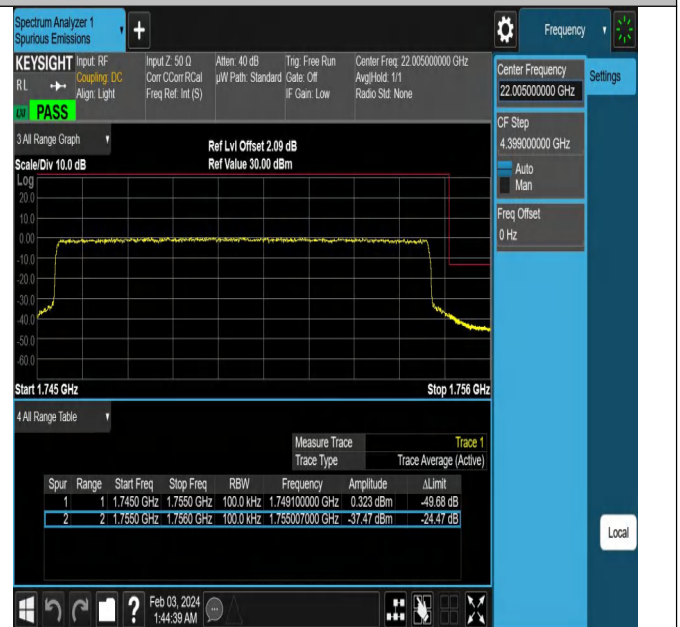 Spectrum Analyzer 1
Spurious Emissions
+
Frequency
KEYSIGHT Input: RF Input Z: 50 Ω Atten: 40 dB Trig: Free Run Center Freq: 22.005000000 GHz
RL Coupling: DC Corr CCorr RCal µW Path: Standard Gate: Off Avg|Hold: 1/1
Align: Light Freq Ref: Int (S) IF Gain: Low Radio Std: None
PASS
Center Frequency
22.005000000 GHz
Settings
CF Step
4.399000000 GHz
Auto
Man
Freq Offset
0 Hz
3 All Range Graph
Ref Lvl Offset 2.09 dB
Scale/Div 10.0 dB Ref Value 30.00 dBm
Log
20.0
10.0
0.00
-10.0
-20.0
-30.0
-40.0
-50.0
-60.0
Start 1.745 GHz Stop 1.756 GHz
4 All Range Table
Measure Trace Trace 1
Trace Type Trace Average (Active)
Spur Range Start Freq Stop Freq RBW Frequency Amplitude ΔLimit
1 1 1.7450 GHz 1.7550 GHz 100.0 kHz 1.749100000 GHz 0.323 dBm -49.68 dB
2 2 1.7550 GHz 1.7560 GHz 100.0 kHz 1.755007000 GHz -37.47 dBm -24.47 dB
Local
? Feb 03, 2024
1:44:39 AM